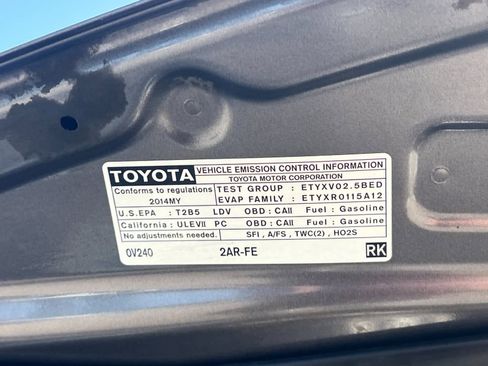 TOYOTA VEHICLE EMISSION CONTROL INFORMATION
TOYOTA MOTOR CORPORATION
Conforms to regulations
2014MY
TEST GROUP : ETYXV02.5BED
EVAP FAMILY : ETYXR0115A12
U.S.EPA : T2B5 LDV OBD : CAII Fuel : Gasoline
California : ULEVII PC OBD : CAII Fuel : Gasoline
No adjustments needed. SFI , A/FS , TWC(2) , HO2S
0V240 2AR-FE RK